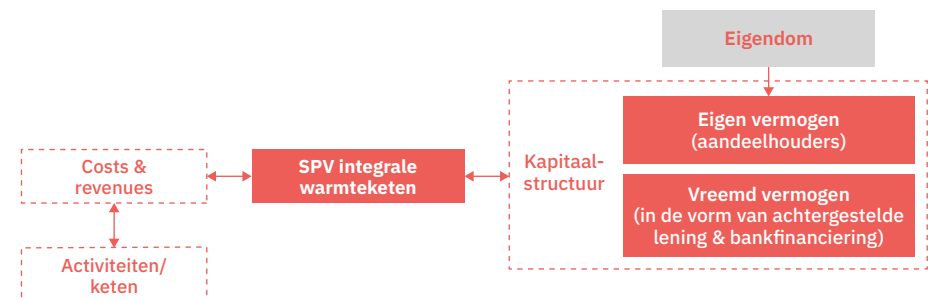 Eigendom
Eigen vermogen
(aandeelhouders)
Kapitaal-
structuur
Vreemd vermogen
(in de vorm van achtergestelde
lening & bankfinanciering)
SPV integrale
warmteketen
Costs &
revenues
Activiteiten/
keten